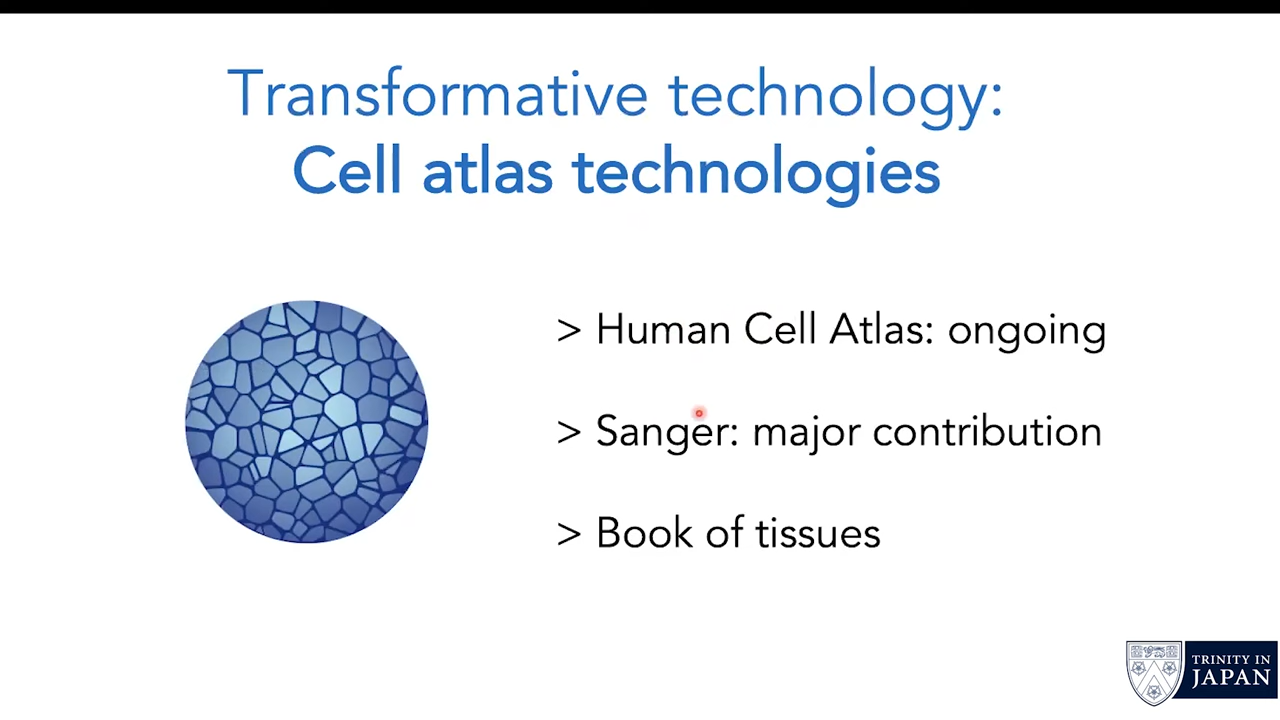 Transformative technology:
Cell atlas technologies
> Human Cell Atlas: ongoing
> Sanger: major contribution
> Book of tissues
TRINITY IN
JAPAN